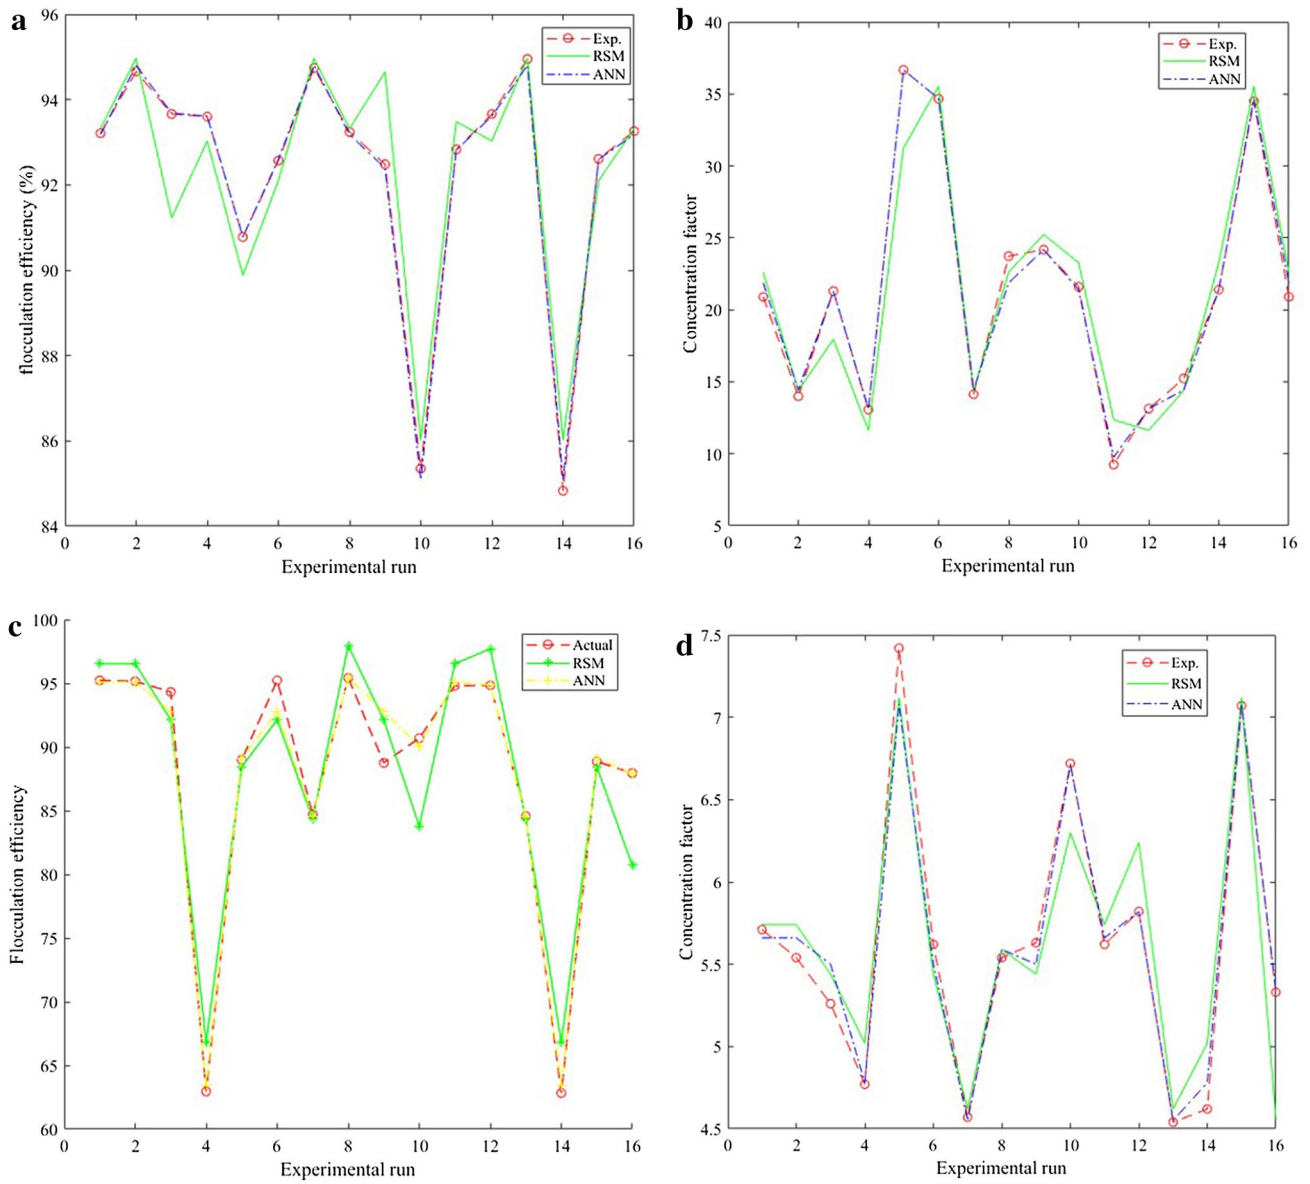 a
96
94
92
90
88
86
84
flocculation efficiency (%)
Exp.
RSM
ANN
0 2 4 6 8 10 12 14 16
Experimental run
b
40
35
30
25
20
15
10
5
Concentration factor
Exp.
RSM
ANN
0 2 4 6 8 10 12 14 16
Experimental run
c
100
95
90
85
80
75
70
65
60
Flocculation efficiency
Actual
RSM
ANN
0 2 4 6 8 10 12 14 16
Experimental run
d
7.5
7
6.5
6
5.5
5
4.5
Concentration factor
Exp.
RSM
ANN
0 2 4 6 8 10 12 14 16
Experimental run